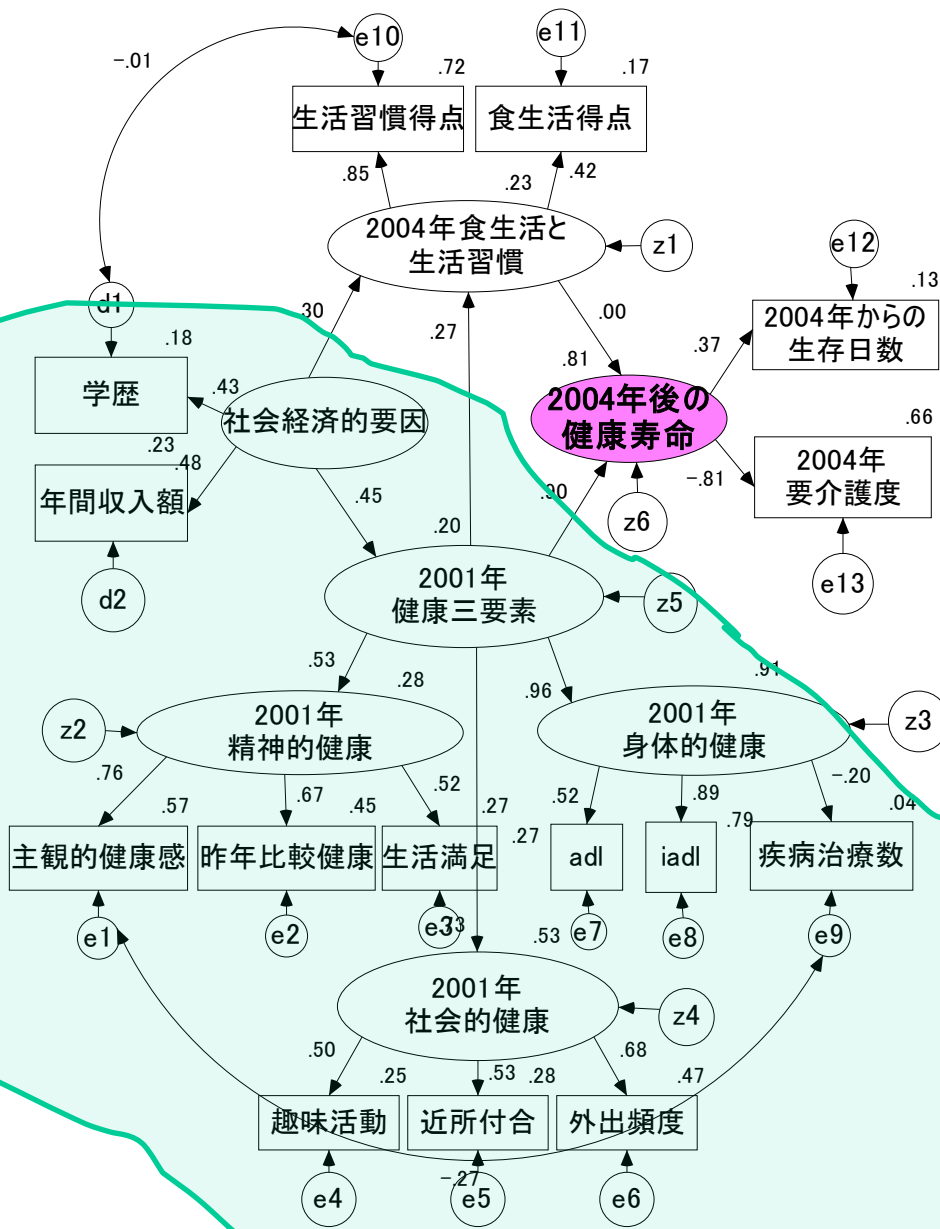 e10
e11
-.01
.72
.17
生活習慣得点
食生活得点
.85
.23
.42
2004年食生活と
生活習慣
z1
e12
d1
.13
.18
.30
.27
.00
2004年からの
生存日数
.37
.81
学歴
.43
社会経済的要因
2004年後の
健康寿命
.23
.48
.66
年間収入額
.45
.90
-.81
2004年
要介護度
.20
z6
d2
2001年
健康三要素
z5
e13
.53
.28
.96
.91
z2
2001年
精神的健康
2001年
身体的健康
z3
.76
.67
.52
.52
.89
-.20
.57
.45
.27
.27
.79
.04
主観的健康感
昨年比較健康
生活満足
adl
iadl
疾病治療数
e1
e2
e3
.73
.53
e7
e8
e9
2001年
社会的健康
z4
.50
.53
.68
.25
.28
.47
趣味活動
近所付合
外出頻度
-.27
e4
e5
e6